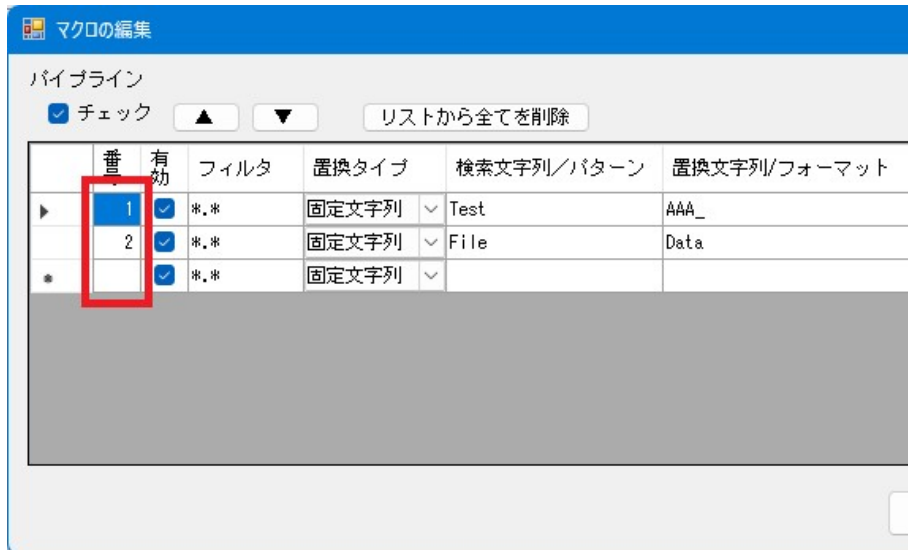 マクロの編集
パイプライン
チェック ▲ ▼ リストから全てを削除
番号 有効 フィルタ 置換タイプ 検索文字列／パターン 置換文字列/フォーマット
1 *.* 固定文字列 Test AAA_
2 *.* 固定文字列 File Data
*.* 固定文字列